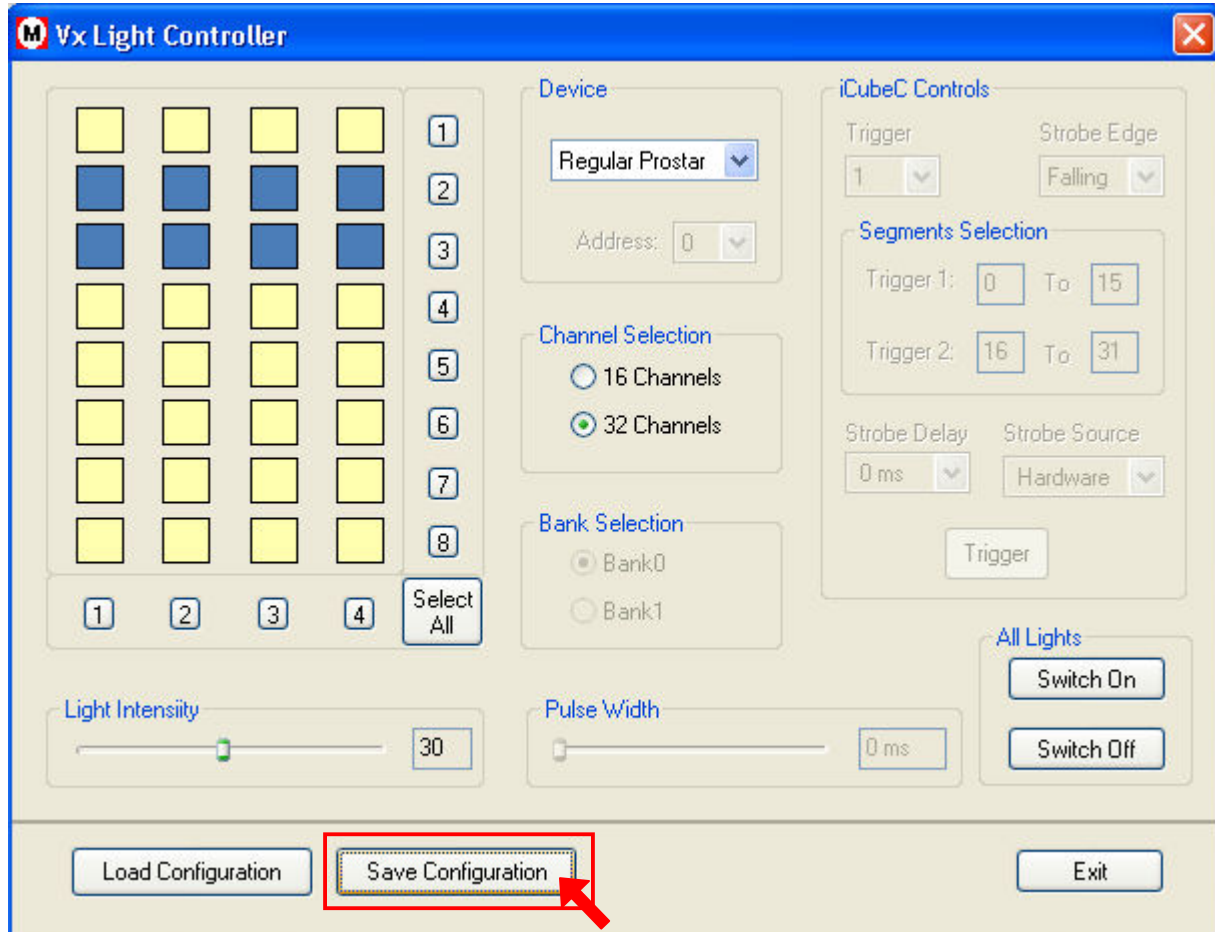 M Vx Light Controller
1
2
3
4
5
6
7
8
1 2 3 4 Select All
Light Intensiity
30
Device
Regular Prostar
Address: 0
Channel Selection
16 Channels
32 Channels
Bank Selection
Bank0
Bank1
Pulse Width
0 ms
iCubeC Controls
Trigger Strobe Edge
1 Falling
Segments Selection
Trigger 1: 0 To 15
Trigger 2: 16 To 31
Strobe Delay Strobe Source
0 ms Hardware
Trigger
All Lights
Switch On
Switch Off
Load Configuration Save Configuration Exit